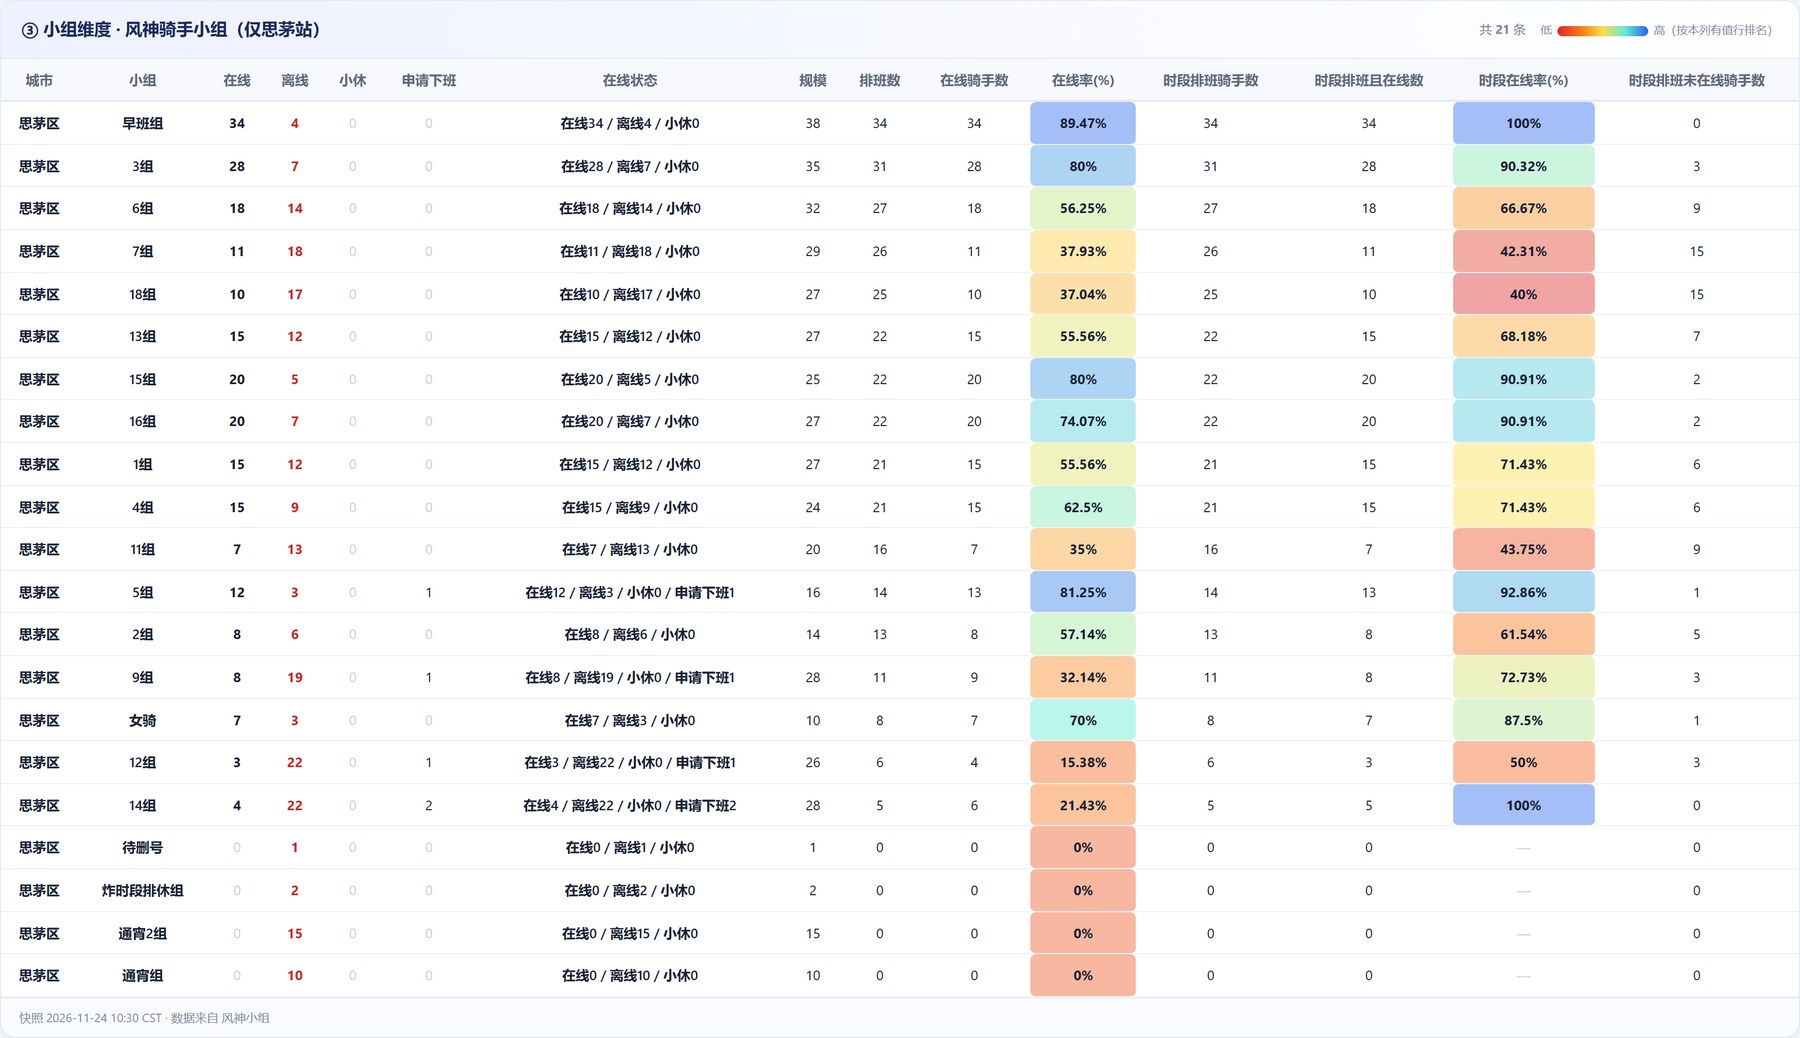 ③ 小组维度 · 风神骑手小组（仅思茅站）
共 21 条 低 高 (按本列有值行排名)
城市 小组 在线 离线 小休 申请下班 在线状态 规模 排班数 在线骑手数 在线率(%) 时段排班骑手数 时段排班且在线数 时段在线率(%) 时段排班未在线骑手数
思茅区 早班组 34 4 0 0 在线34 / 离线4 / 小休0 38 34 34 89.47% 34 34 100% 0
思茅区 3组 28 7 0 0 在线28 / 离线7 / 小休0 35 31 28 80% 31 28 90.32% 3
思茅区 6组 18 14 0 0 在线18 / 离线14 / 小休0 32 27 18 56.25% 27 18 66.67% 9
思茅区 7组 11 18 0 0 在线11 / 离线18 / 小休0 29 26 11 37.93% 26 11 42.31% 15
思茅区 18组 10 17 0 0 在线10 / 离线17 / 小休0 27 25 10 37.04% 25 10 40% 15
思茅区 13组 15 12 0 0 在线15 / 离线12 / 小休0 27 22 15 55.56% 22 15 68.18% 7
思茅区 15组 20 5 0 0 在线20 / 离线5 / 小休0 25 22 20 80% 22 20 90.91% 2
思茅区 16组 20 7 0 0 在线20 / 离线7 / 小休0 27 22 20 74.07% 22 20 90.91% 2
思茅区 1组 15 12 0 0 在线15 / 离线12 / 小休0 27 21 15 55.56% 21 15 71.43% 6
思茅区 4组 15 9 0 0 在线15 / 离线9 / 小休0 24 21 15 62.5% 21 15 71.43% 6
思茅区 11组 7 13 0 0 在线7 / 离线13 / 小休0 20 16 7 35% 16 7 43.75% 9
思茅区 5组 12 3 0 1 在线12 / 离线3 / 小休0 / 申请下班1 16 14 13 81.25% 14 13 92.86% 1
思茅区 2组 8 6 0 0 在线8 / 离线6 / 小休0 14 13 8 57.14% 13 8 61.54% 5
思茅区 9组 8 19 0 1 在线8 / 离线19 / 小休0 / 申请下班1 28 11 9 32.14% 11 8 72.73% 3
思茅区 女骑 7 3 0 0 在线7 / 离线3 / 小休0 10 8 7 70% 8 7 87.5% 1
思茅区 12组 3 22 0 1 在线3 / 离线22 / 小休0 / 申请下班1 26 6 4 15.38% 6 3 50% 3
思茅区 14组 4 22 0 2 在线4 / 离线22 / 小休0 / 申请下班2 28 5 6 21.43% 5 5 100% 0
思茅区 待删号 0 1 0 0 在线0 / 离线1 / 小休0 1 0 0 0% 0 0 — 0
思茅区 炸时段排休组 0 2 0 0 在线0 / 离线2 / 小休0 2 0 0 0% 0 0 — 0
思茅区 通宵2组 0 15 0 0 在线0 / 离线15 / 小休0 15 0 0 0% 0 0 — 0
思茅区 通宵组 0 10 0 0 在线0 / 离线10 / 小休0 10 0 0 0% 0 0 — 0
快照 2026-11-24 10:30 CST · 数据来自 风神小组